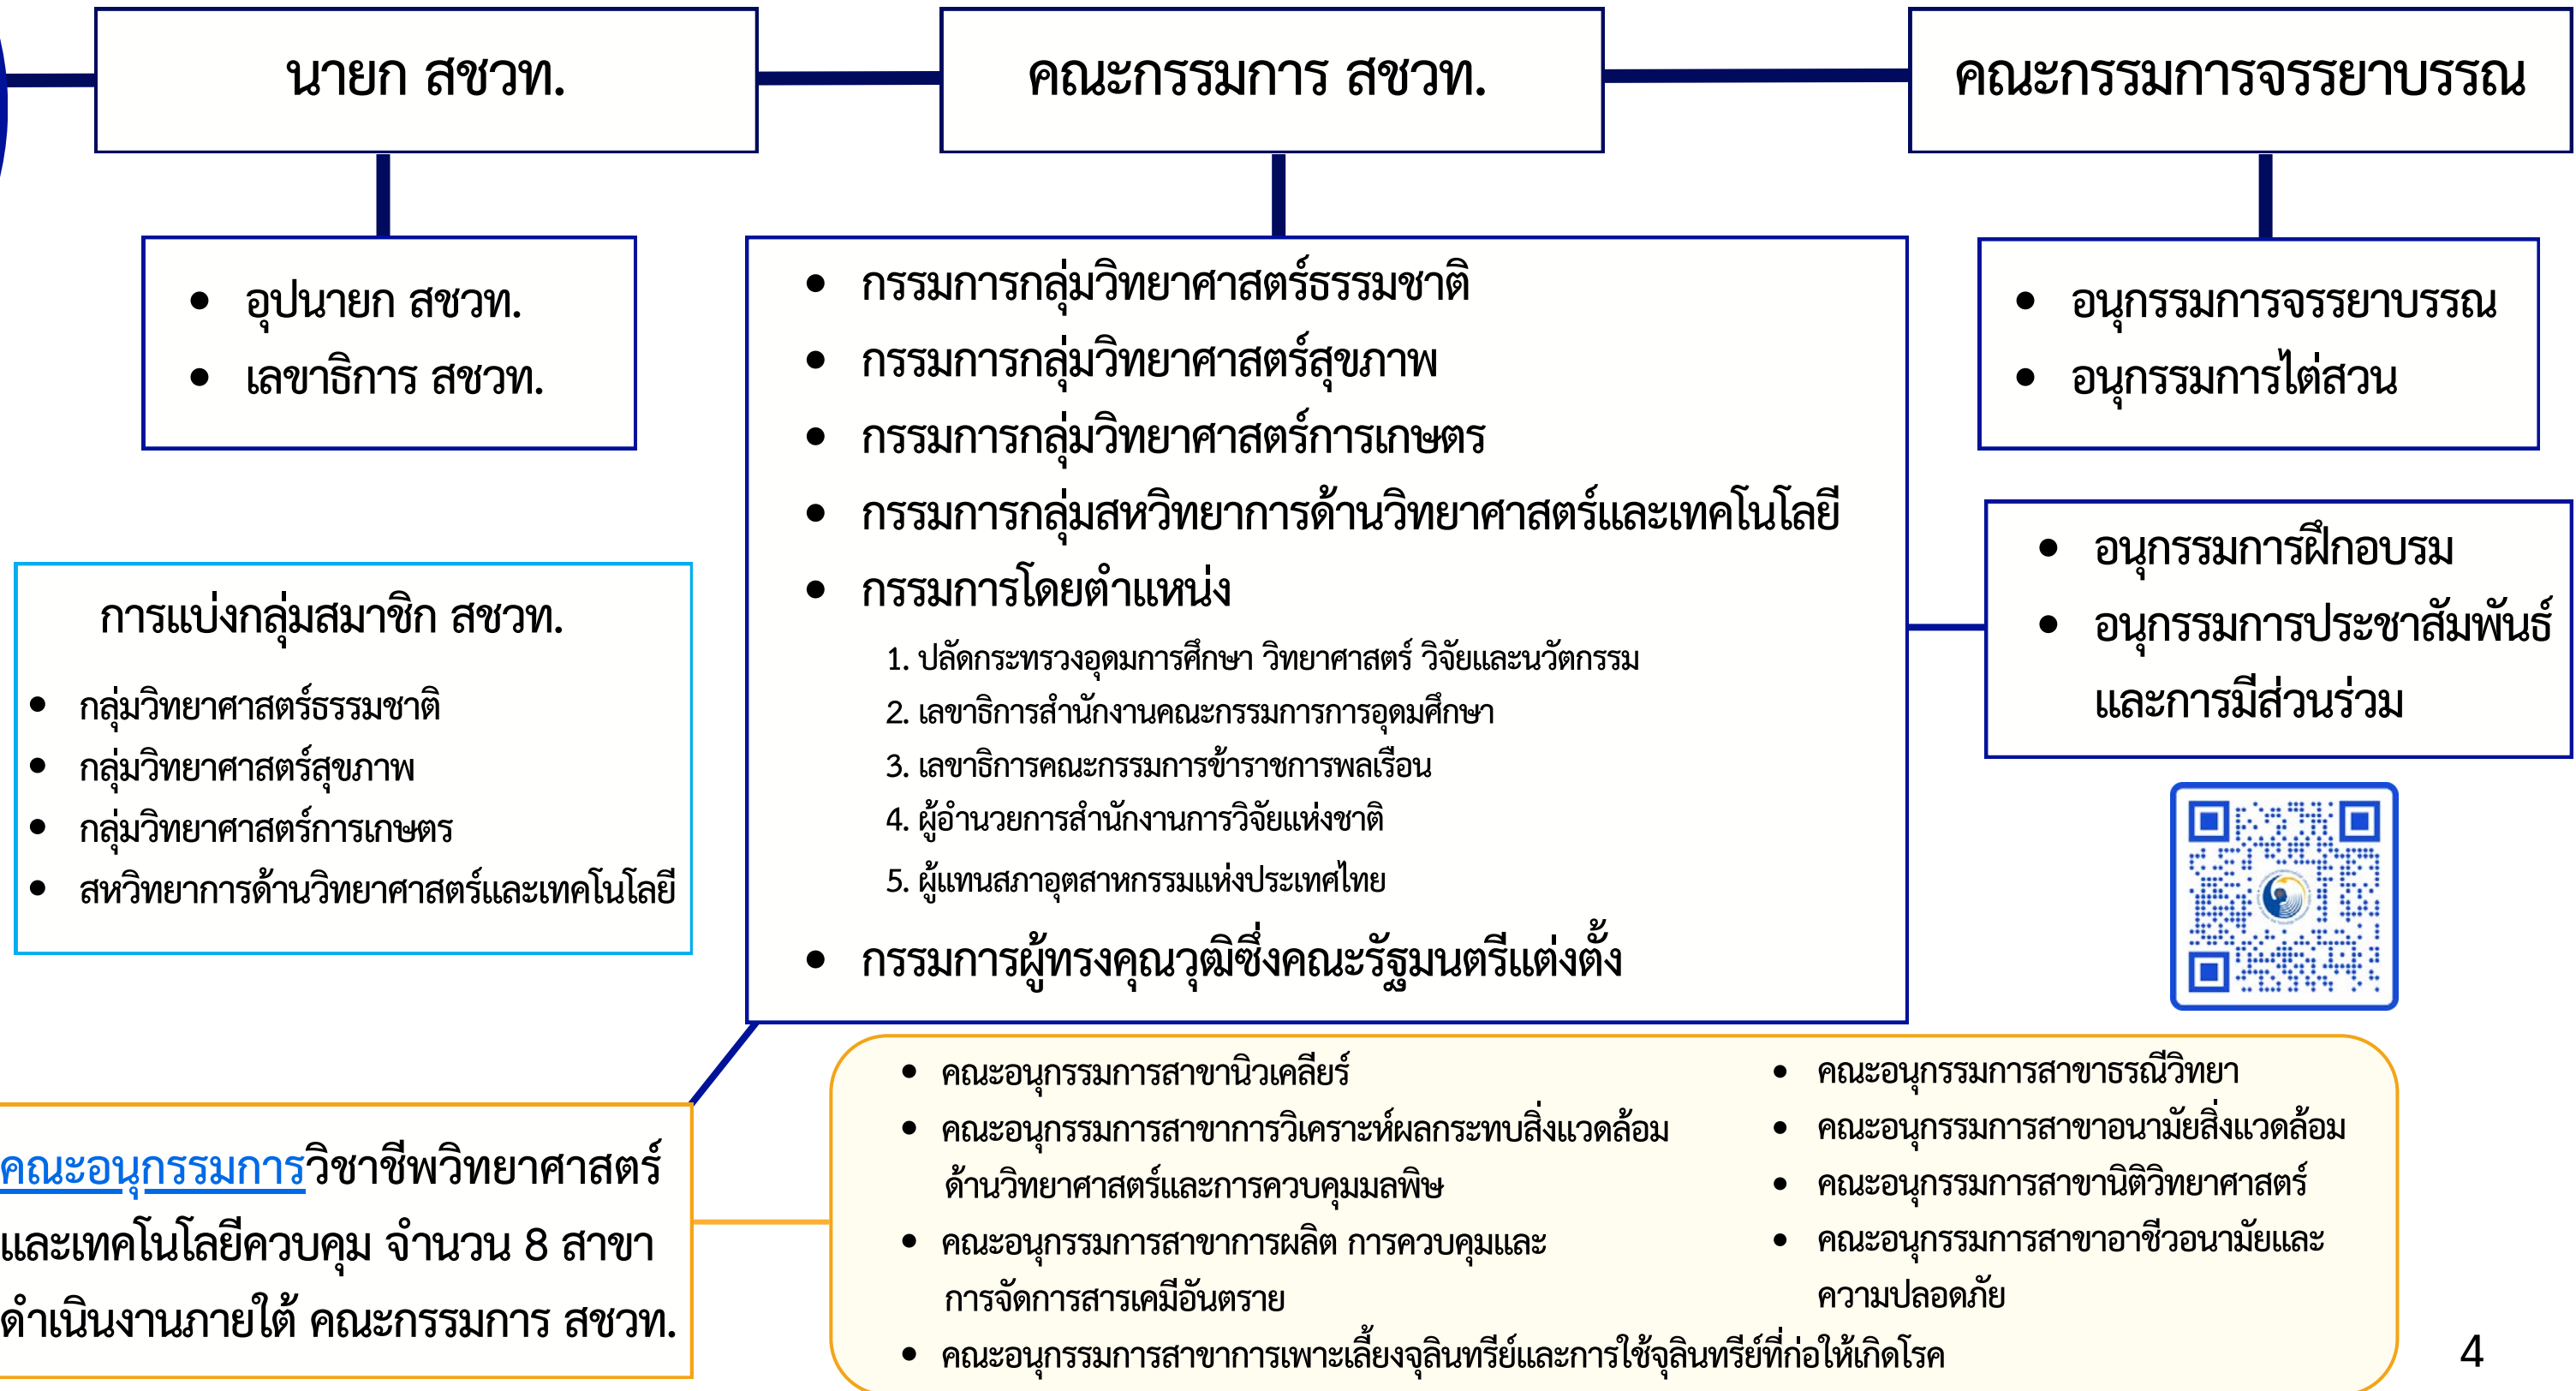 นายก สชวท.
คณะกรรมการ สชวท.
คณะกรรมการจรรยาบรรณ
• อุปนายก สชวท.
• เลขาธิการ สชวท.
การแบ่งกลุ่มสมาชิก สชวท.
• กลุ่มวิทยาศาสตร์ธรรมชาติ
• กลุ่มวิทยาศาสตร์สุขภาพ
• กลุ่มวิทยาศาสตร์การเกษตร
• สหวิทยาการด้านวิทยาศาสตร์และเทคโนโลยี
• กรรมการกลุ่มวิทยาศาสตร์ธรรมชาติ
• กรรมการกลุ่มวิทยาศาสตร์สุขภาพ
• กรรมการกลุ่มวิทยาศาสตร์การเกษตร
• กรรมการกลุ่มสหวิทยาการด้านวิทยาศาสตร์และเทคโนโลยี
• กรรมการโดยตำแหน่ง
1. ปลัดกระทรวงอุดมการศึกษา วิทยาศาสตร์ วิจัยและนวัตกรรม
2. เลขาธิการสำนักงานคณะกรรมการการอุดมศึกษา
3. เลขาธิการคณะกรรมการข้าราชการพลเรือน
4. ผู้อำนวยการสำนักงานการวิจัยแห่งชาติ
5. ผู้แทนสภาอุตสาหกรรมแห่งประเทศไทย
• กรรมการผู้ทรงคุณวุฒิซึ่งคณะรัฐมนตรีแต่งตั้ง
• อนุกรรมการจรรยาบรรณ
• อนุกรรมการไต่สวน
• อนุกรรมการฝึกอบรม
• อนุกรรมการประชาสัมพันธ์
และการมีส่วนร่วม
คณะอนุกรรมการวิชาชีพวิทยาศาสตร์
และเทคโนโลยีควบคุม จำนวน 8 สาขา
ดำเนินงานภายใต้ คณะกรรมการ สชวท.
• คณะอนุกรรมการสาขานิวเคลียร์
• คณะอนุกรรมการสาขาการวิเคราะห์ผลกระทบสิ่งแวดล้อม
ด้านวิทยาศาสตร์และการควบคุมมลพิษ
• คณะอนุกรรมการสาขาการผลิต การควบคุมและ
การจัดการสารเคมีอันตราย
• คณะอนุกรรมการสาขาการเพาะเลี้ยงจุลินทรีย์และการใช้จุลินทรีย์ที่ก่อให้เกิดโรค
• คณะอนุกรรมการสาขาธรณีวิทยา
• คณะอนุกรรมการสาขาอนามัยสิ่งแวดล้อม
• คณะอนุกรรมการสาขานิติวิทยาศาสตร์
• คณะอนุกรรมการสาขาอาชีวอนามัยและ
ความปลอดภัย
4